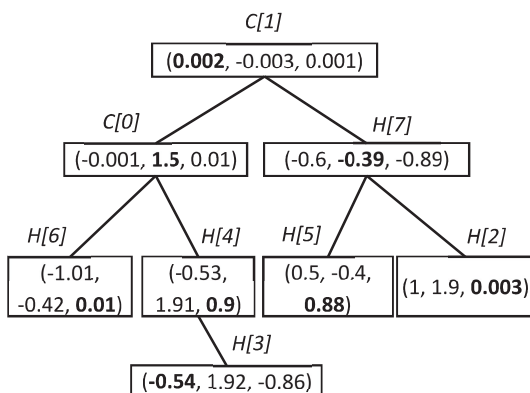 C[1]
(0.002, -0.003, 0.001)
C[0]
H[7]
(-0.001, 1.5, 0.01)
(-0.6, -0.39, -0.89)
H[6]
H[4]
H[5]
H[2]
(-1.01,
-0.42, 0.01)
(-0.53,
1.91, 0.9)
(0.5, -0.4,
0.88)
(1, 1.9, 0.003)
H[3]
(-0.54, 1.92, -0.86)